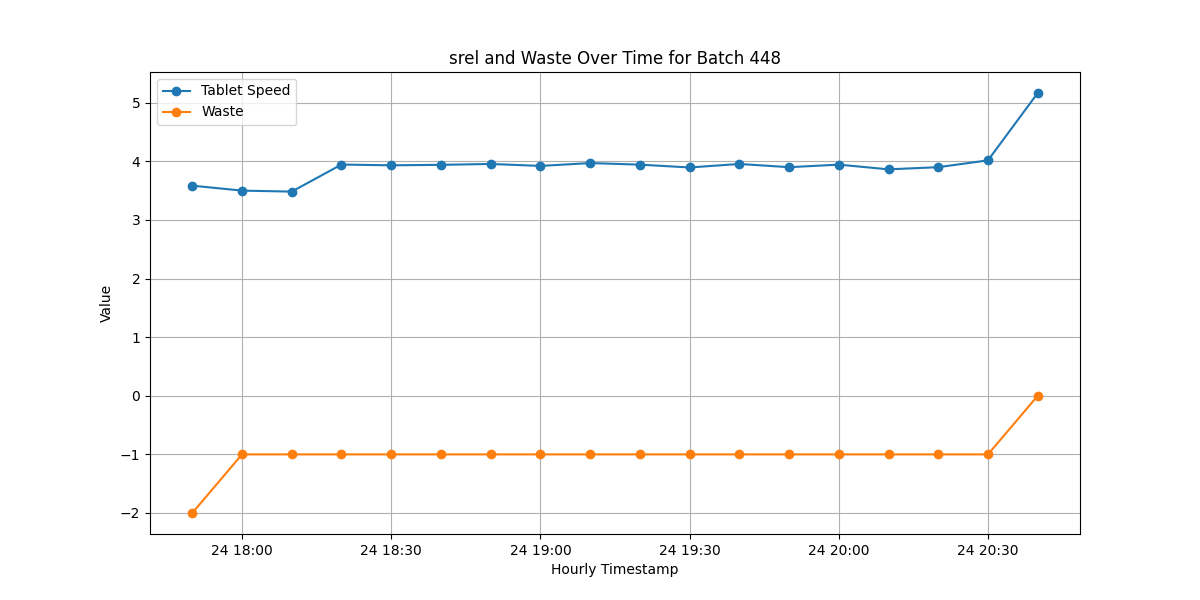 srel and Waste Over Time for Batch 448
Tablet Speed
Waste
5
4
3
2
1
0
−1
−2
Value
24 18:00 24 18:30 24 19:00 24 19:30 24 20:00 24 20:30
Hourly Timestamp